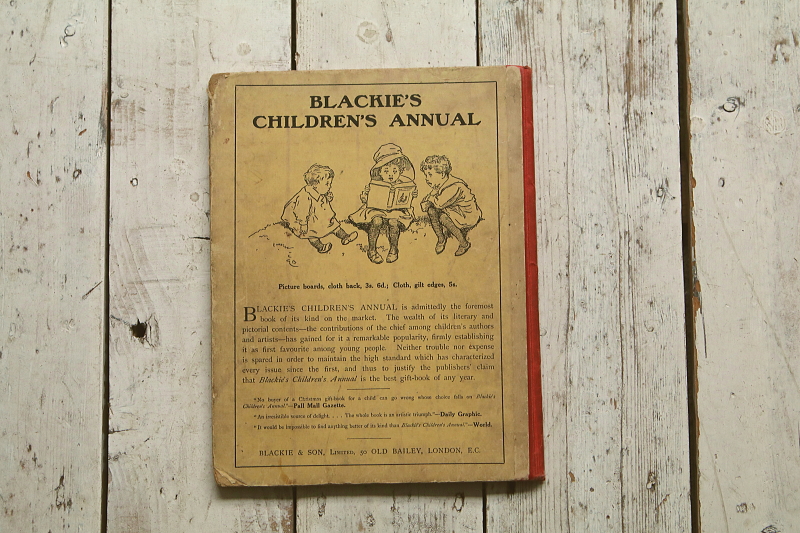 BLACKIE'S
CHILDREN'S ANNUAL
Picture boards, cloth back, 3s. 6d.; Cloth, gilt edges, 5s.
BLACKIE'S CHILDREN'S ANNUAL is admittedly the foremost
book of its kind on the market. The wealth of its literary and
pictorial contents—the contributions of the chief among children's authors
and artists—has gained for it a remarkable popularity, firmly establishing
it as first favourite among young people. Neither trouble nor expense
is spared in order to maintain the high standard which has characterized
every issue since the first, and thus to justify the publishers' claim
that Blackie's Children's Annual is the best gift-book of any year.
"No buyer of a Christmas gift-book for a child can go wrong whose choice falls on Blackie's
Children's Annual."—Pall Mall Gazette.
"An irresistible source of delight. . . . The whole book is an artistic triumph."—Daily Graphic.
"It would be impossible to find anything better of its kind than Blackie's Children's Annual."—World.
BLACKIE & SON, LIMITED, 50 OLD BAILEY, LONDON, E.C.